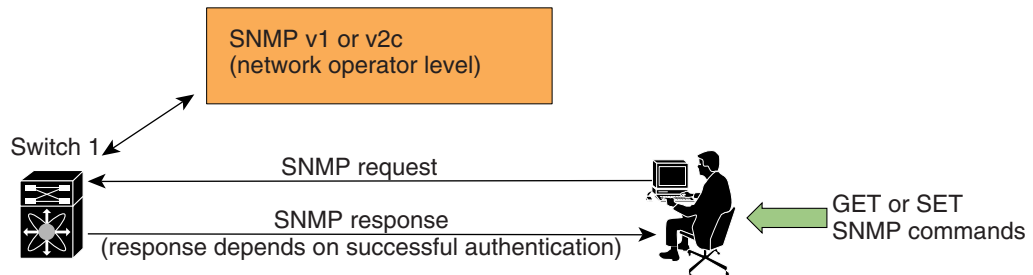 SNMP v1 or v2c
(network operator level)
Switch 1
SNMP request
SNMP response
(response depends on successful authentication)
GET or SET
SNMP commands